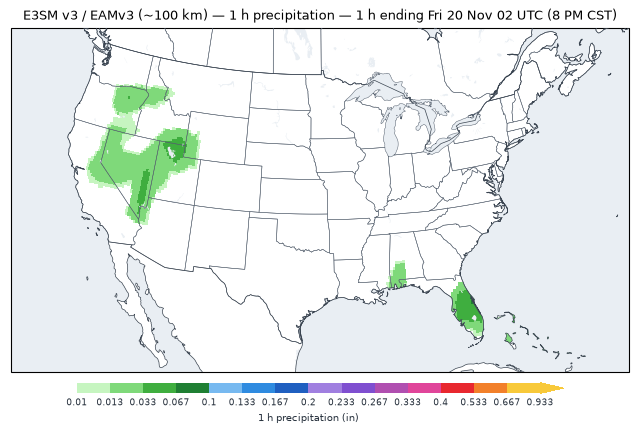 E3SM v3 / EAMv3 (~100 km) — 1 h precipitation — 1 h ending Fri 20 Nov 02 UTC (8 PM CST)
0.01 0.013 0.033 0.067 0.1 0.133 0.167 0.2 0.233 0.267 0.333 0.4 0.533 0.667 0.933
1 h precipitation (in)